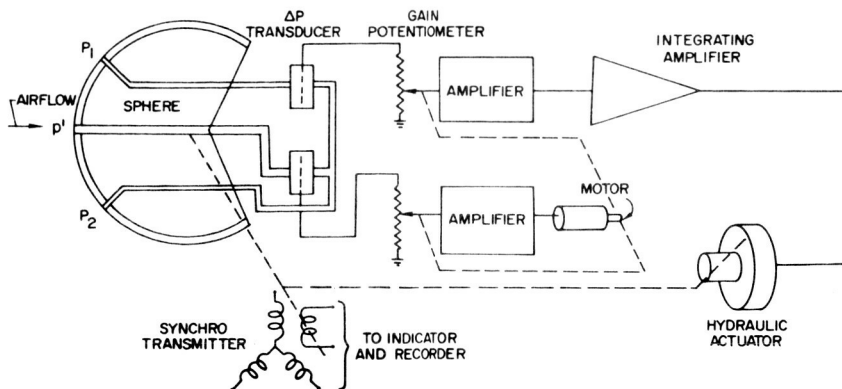 ΔP
TRANSDUCER
GAIN
POTENTIOMETER
INTEGRATING
AMPLIFIER
P1
AIRFLOW
SPHERE
AMPLIFIER
p'
P2
AMPLIFIER
MOTOR
SYNCHRO
TRANSMITTER
TO INDICATOR
AND RECORDER
HYDRAULIC
ACTUATOR